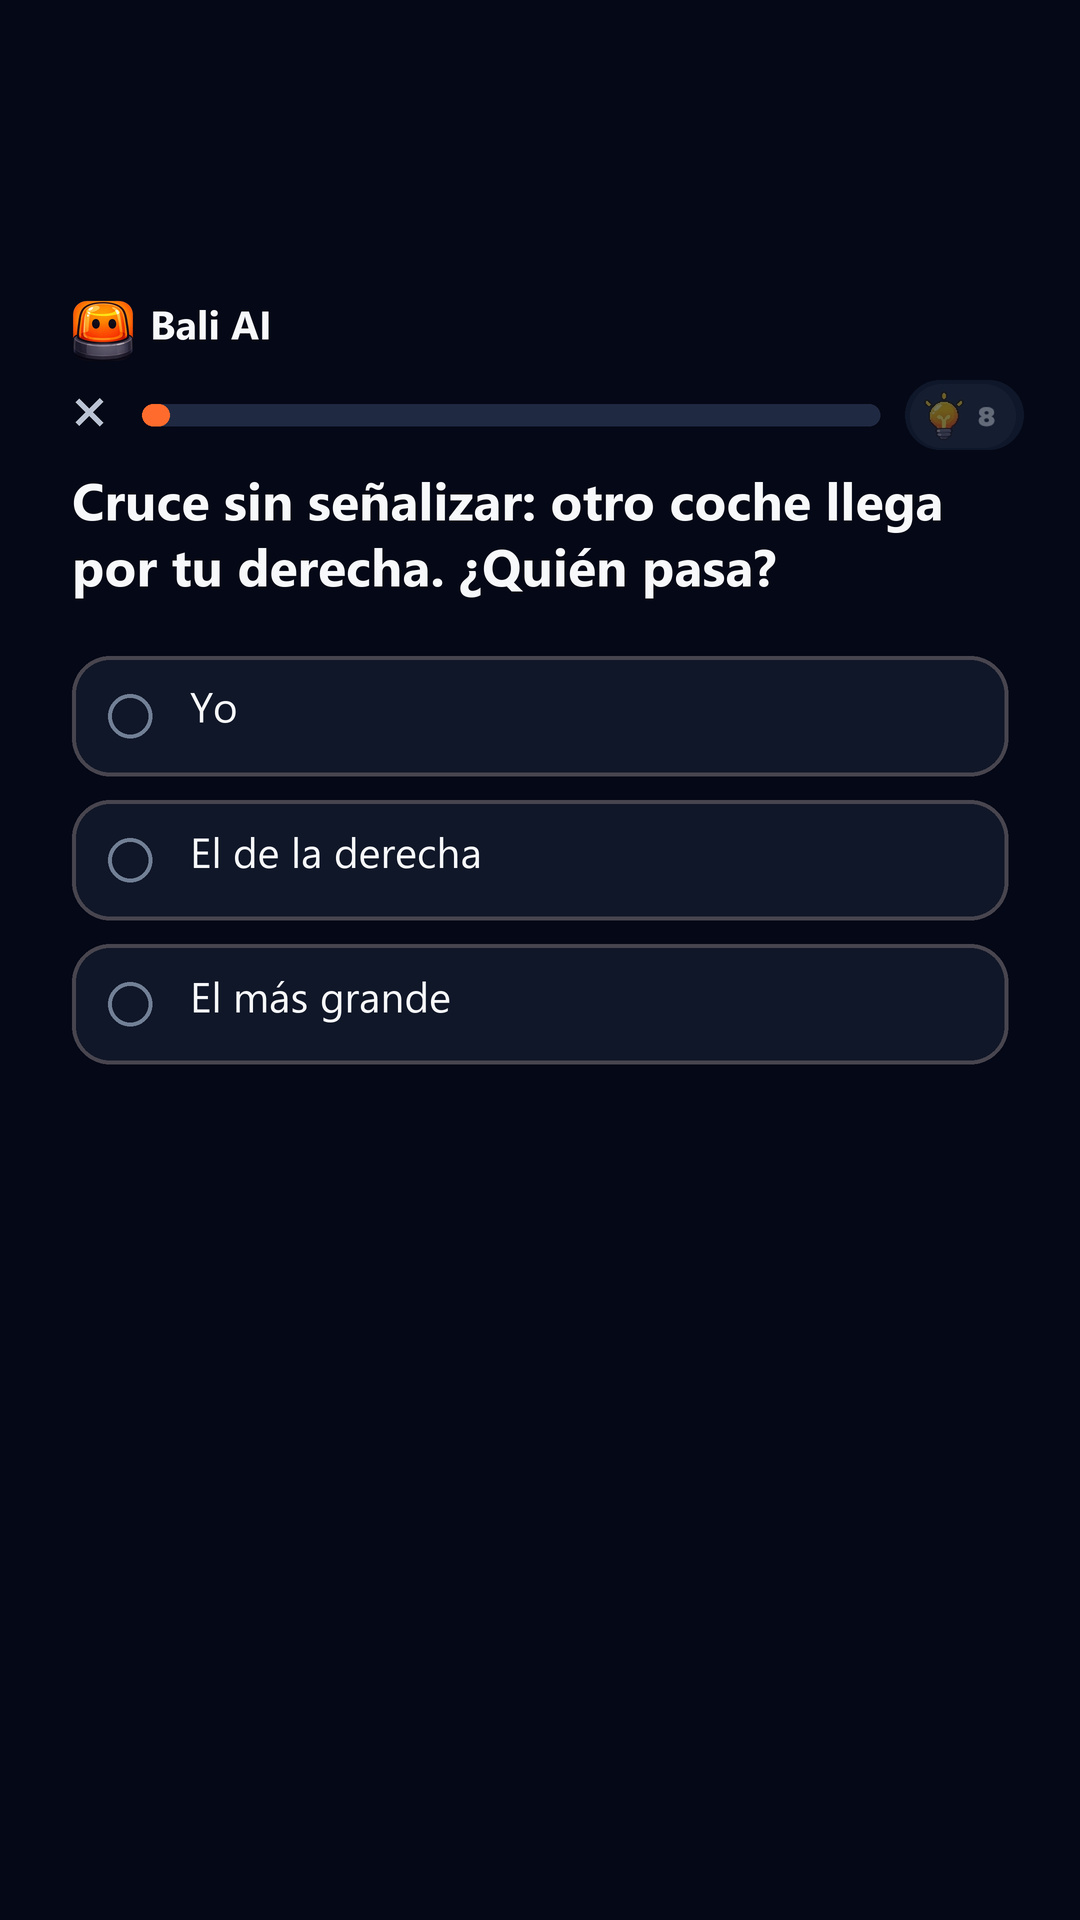 Bali AI
8
Cruce sin señalizar: otro coche llega
por tu derecha. ¿Quién pasa?
Yo
El de la derecha
El más grande